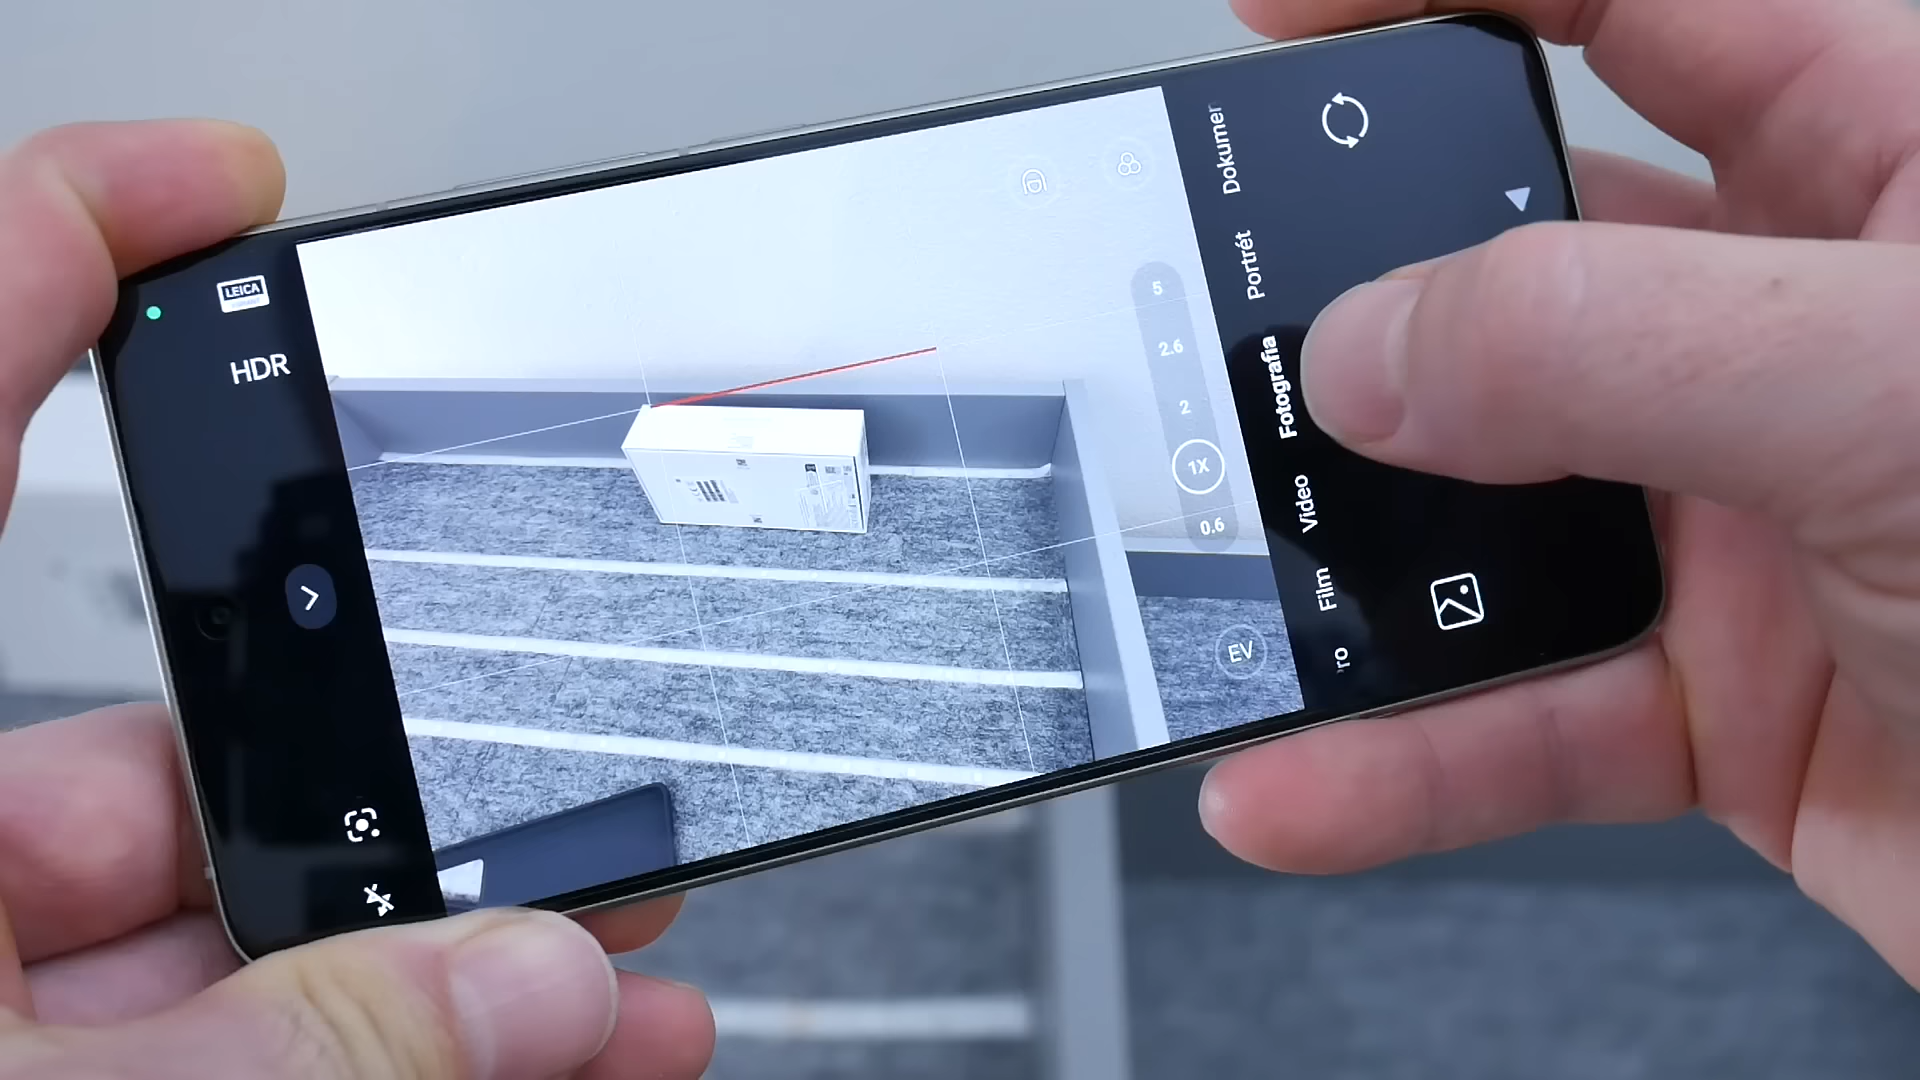 LEICA
HDR
5
2.6
2
1X
0.6
EV
Dokumer
Portrét
Fotografia
Video
Film
ro